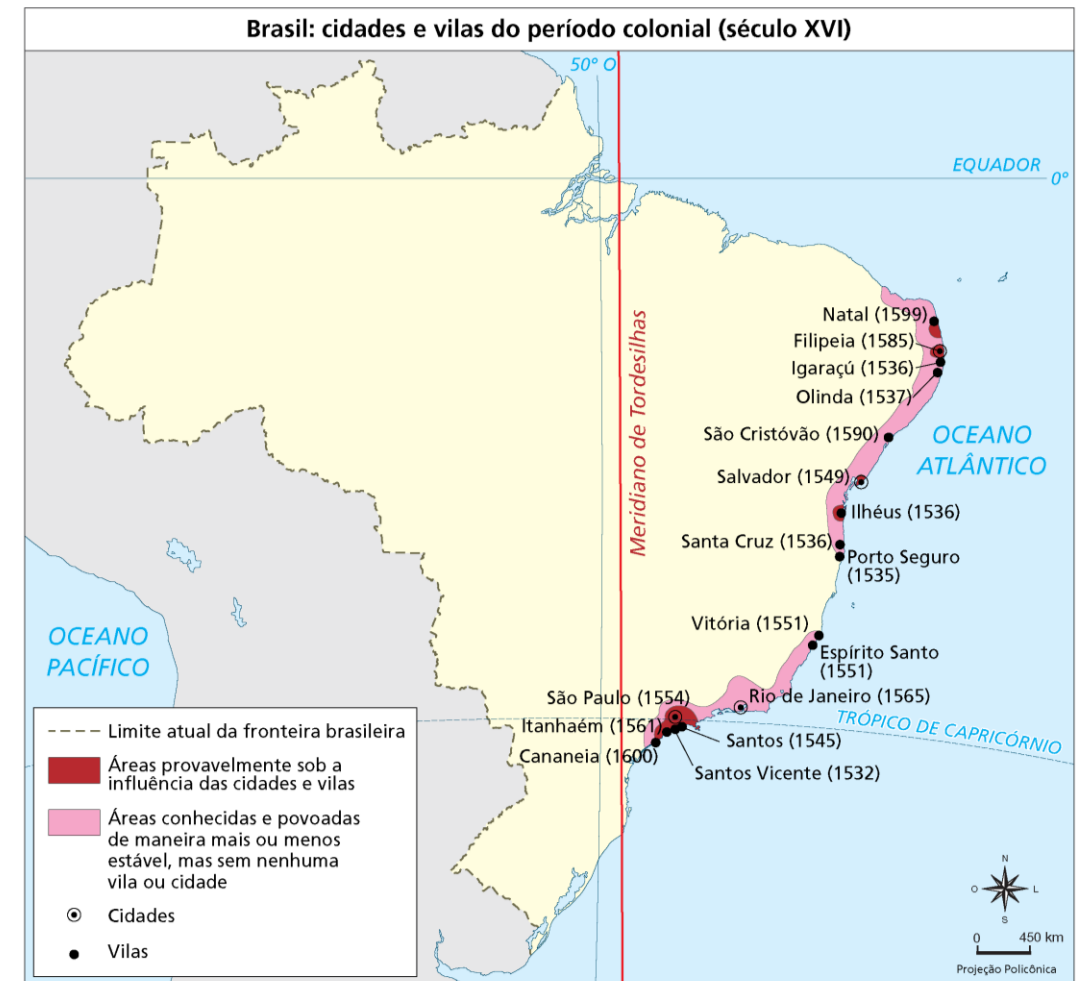 Brasil: cidades e vilas do período colonial (século XVI)
50º O
EQUADOR
0º
Meridiano de Tordesilhas
Natal (1599)
Filipeia (1585)
Igaraçú (1536)
Olinda (1537)
São Cristóvão (1590)
OCEANO
ATLÂNTICO
Salvador (1549)
Ilhéus (1536)
Santa Cruz (1536)
Porto Seguro
(1535)
OCEANO
PACÍFICO
Vitória (1551)
Espírito Santo
(1551)
São Paulo (1554)
Rio de Janeiro (1565)
Itanhaém (1561)
TRÓPICO DE CAPRICÓRNIO
Santos (1545)
Cananeia (1600)
Santos Vicente (1532)
Limite atual da fronteira brasileira
Áreas provavelmente sob a
influência das cidades e vilas
Áreas conhecidas e povoadas
de maneira mais ou menos
estável, mas sem nenhuma
vila ou cidade
Cidades
Vilas
N
O
L
S
0
450 km
Projeção Policônica